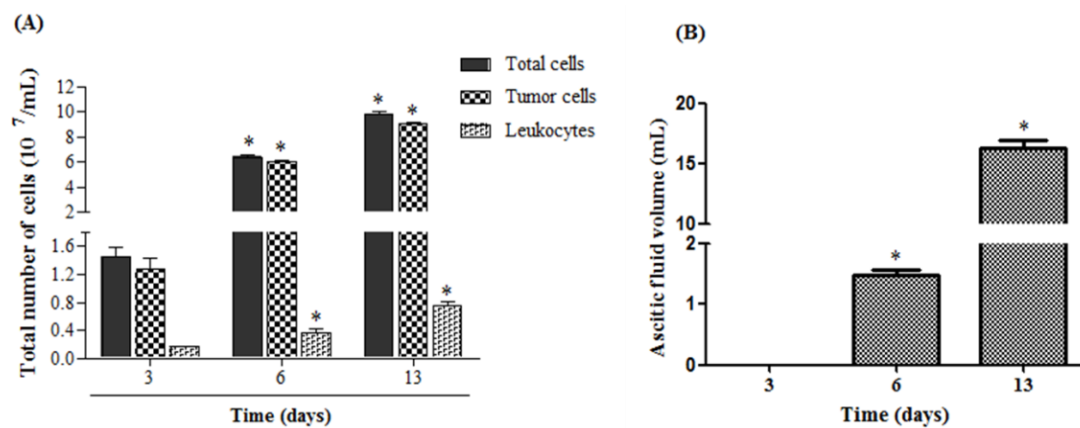 (A)
Total cells
Tumor cells
Leukocytes
Total number of cells (10 7/mL)
12
10
8
6
4
2
1.6
1.2
0.8
0.4
0.0
* *
* *
*
*
3 6 13
Time (days)
(B)
Ascitic fluid volume (mL)
20
15
10
2
1
0
*
*
3 6 13
Time (days)